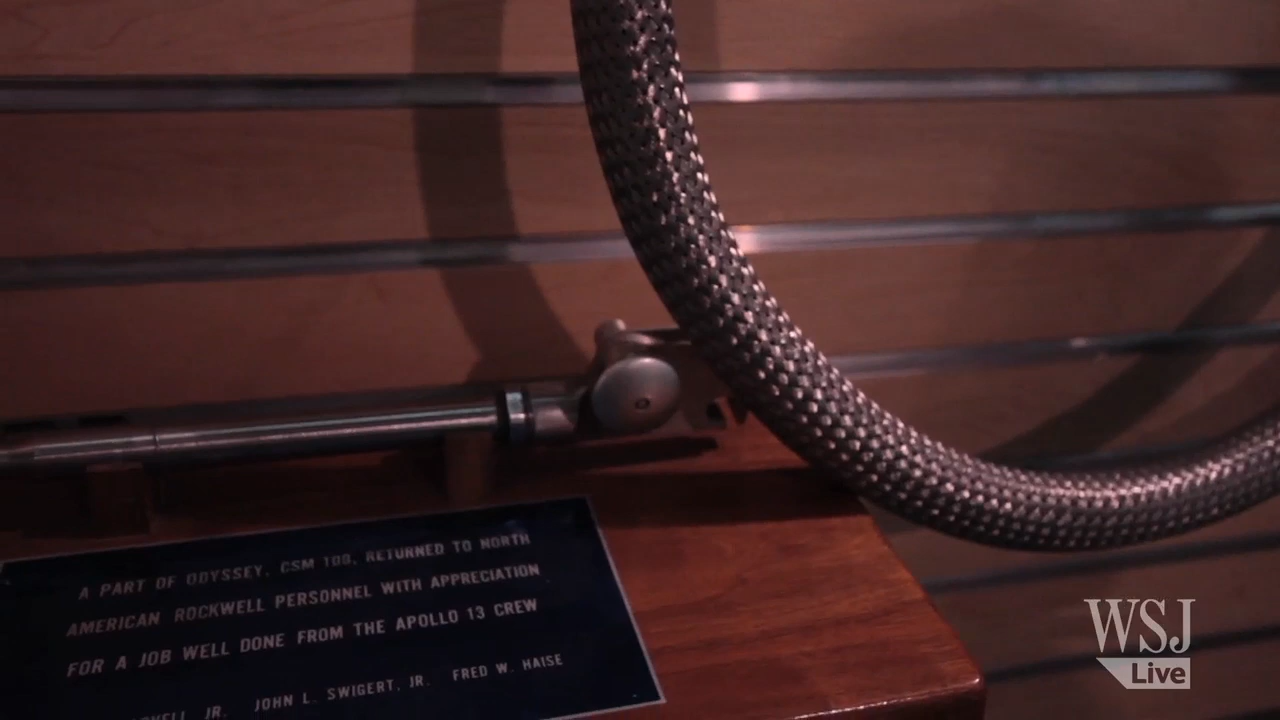 A PART OF ODYSSEY, CSM 109, RETURNED TO NORTH
AMERICAN ROCKWELL PERSONNEL WITH APPRECIATION
FOR A JOB WELL DONE FROM THE APOLLO 13 CREW
JR. JOHN L. SWIGERT, JR. FRED W. HAISE
WSJ
Live